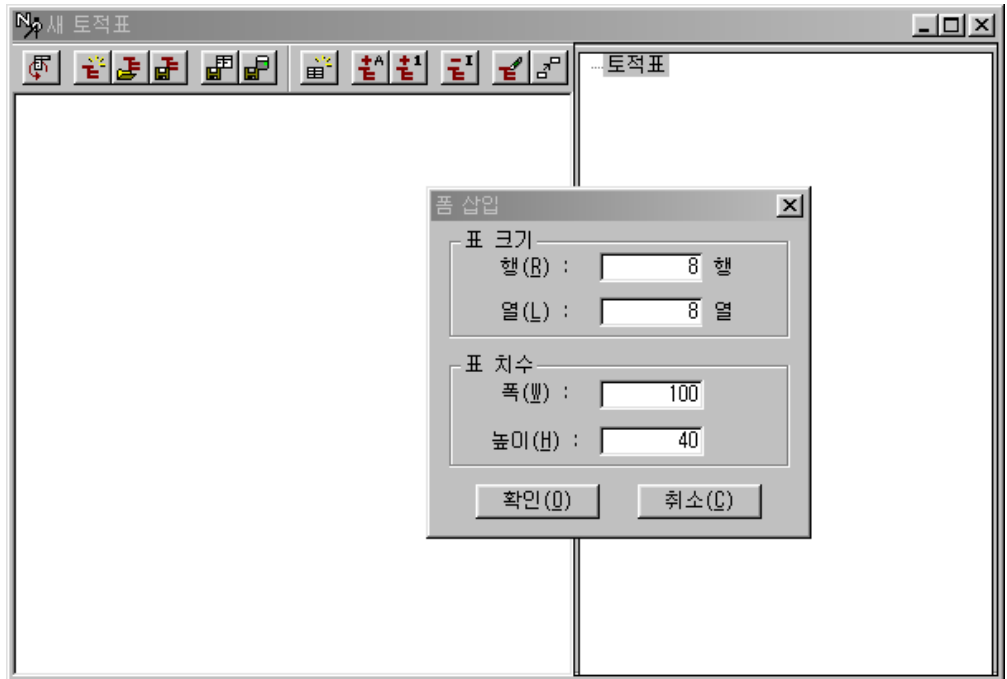 새 토적표
토적표
폼 삽입
표 크기
행(R) : 8 행
열(L) : 8 열
표 치수
폭(W) : 100
높이(H) : 40
확인(O) 취소(C)